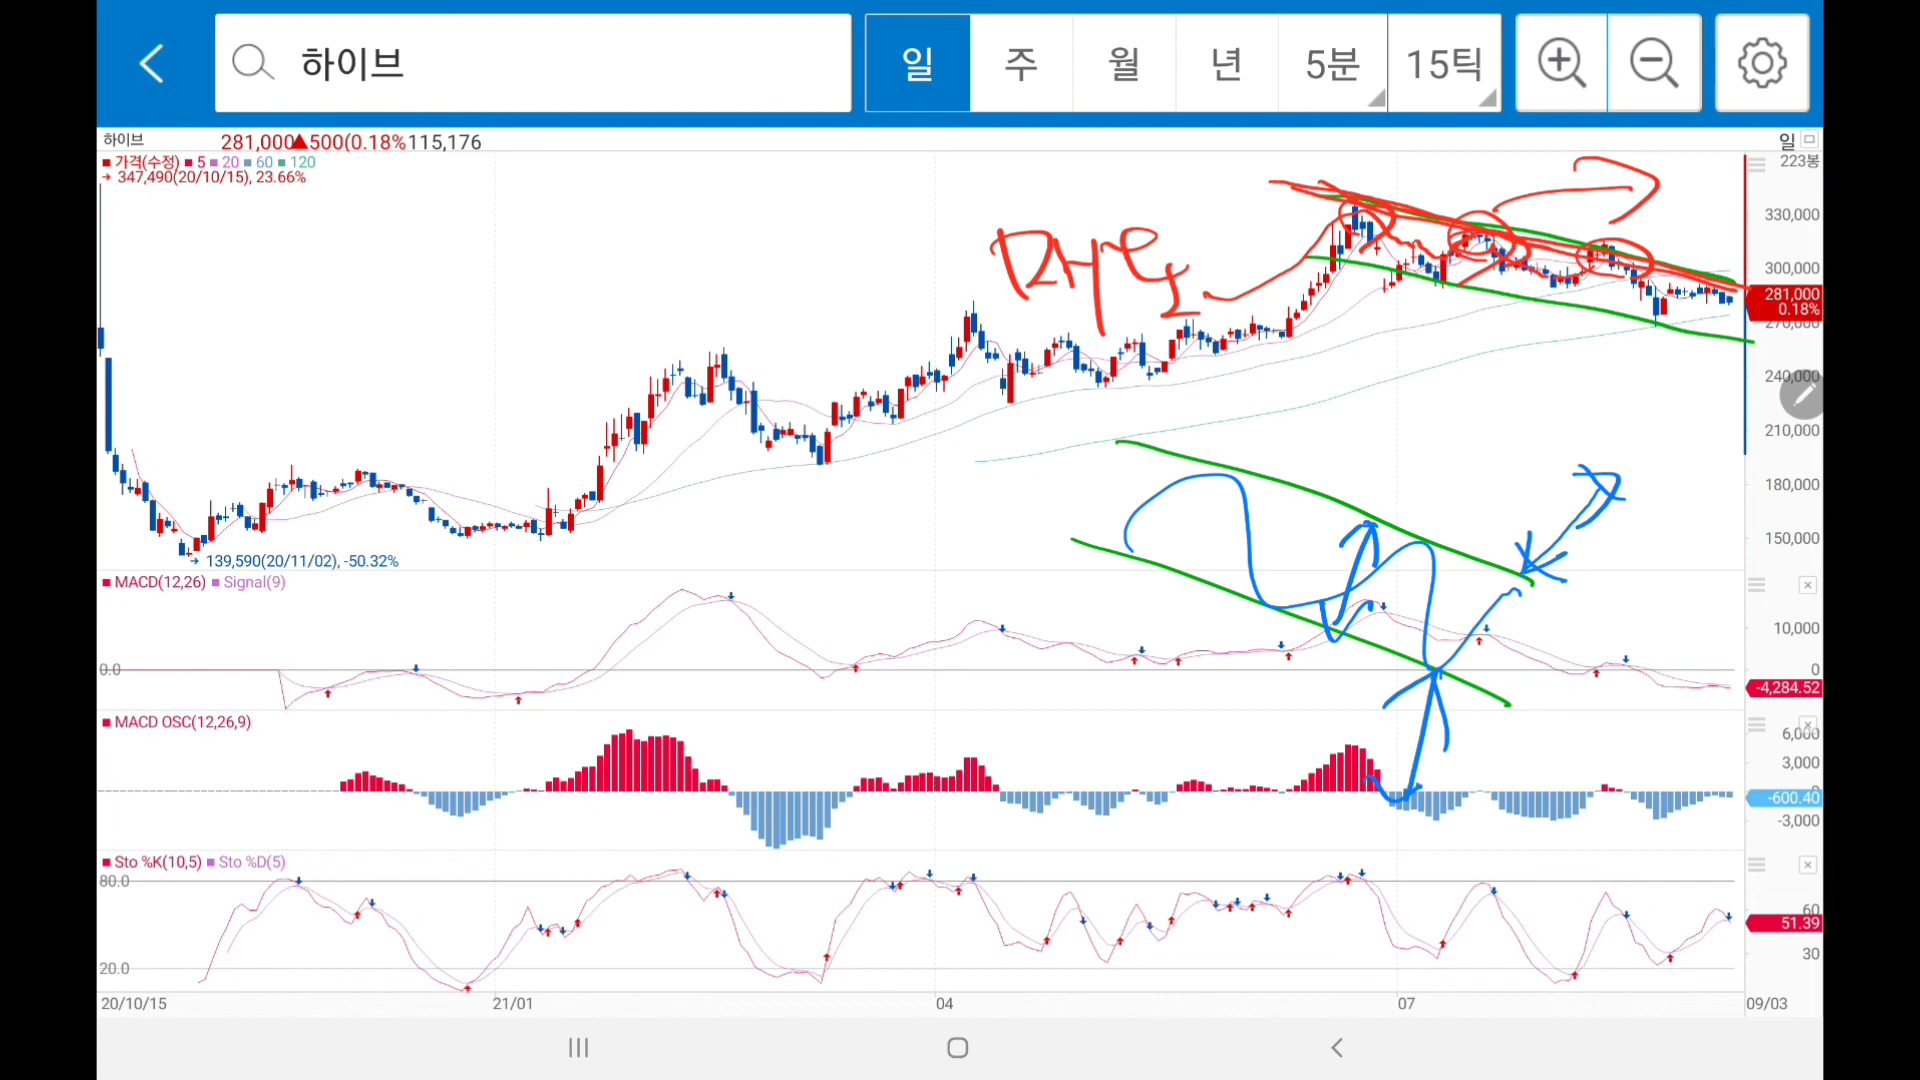 하이브
일 주 월 년 5분 15틱
하이브 281,000▲500(0.18% 115,176 일
가격(수정) 5 20 60 120 223봉
347,490(20/10/15), 23.66%
330,000
300,000
281,000
0.18%
270,000
240,000
210,000
180,000
150,000
139,590(20/11/02), -50.32%
MACD(12,26) Signal(9)
10,000
0.0 0
-4,284.52
MACD OSC(12,26,9)
6,000
3,000
-600.40
-3,000
Sto %K(10,5) Sto %D(5)
80.0
60
51.39
30
20.0
20/10/15 21/01 04 07 09/03